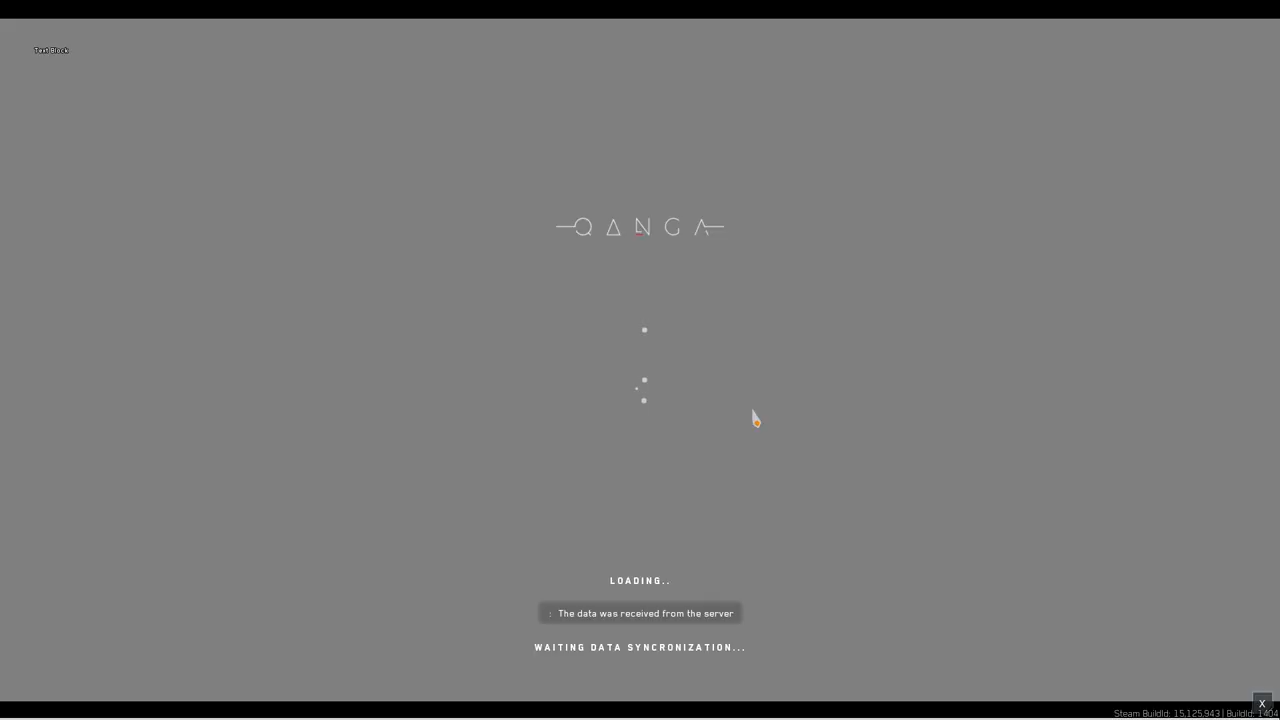 Text Block
QANGA
LOADING..
: The data was received from the server
WAITING DATA SYNCRONIZATION...
X
Steam BuildId: 15,125,943 | BuildId: 1404